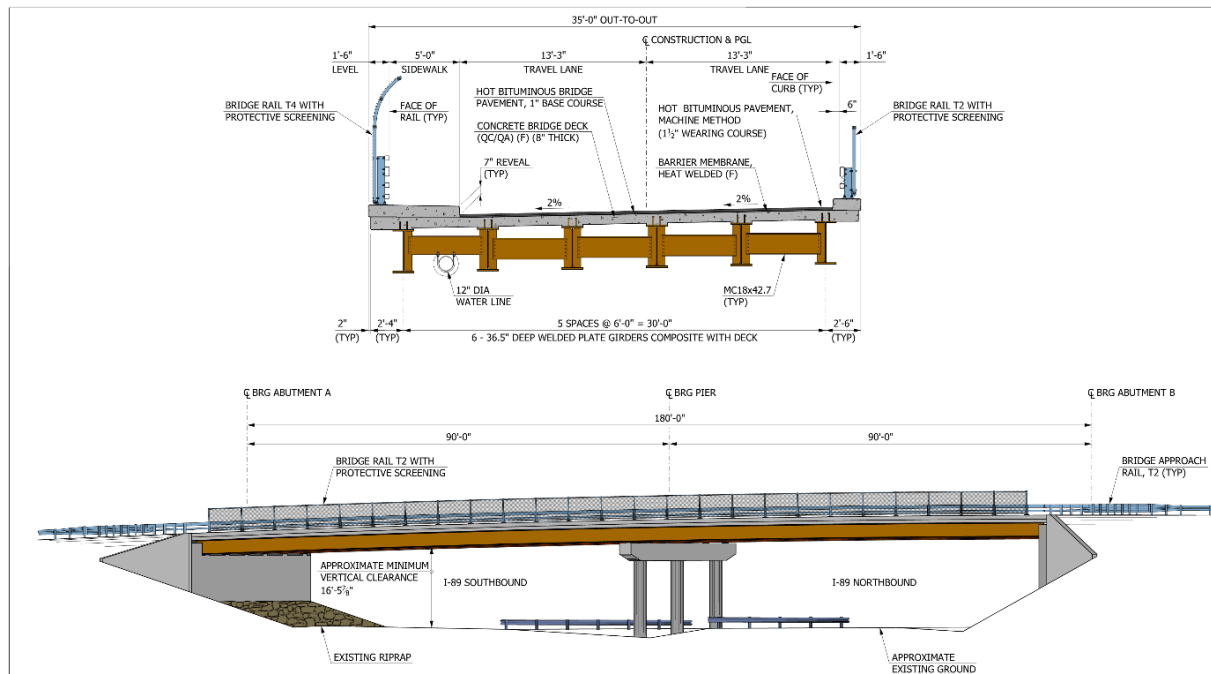 35'-0" OUT-TO-OUT
℄ CONSTRUCTION & PGL
1'-6"
5'-0"
13'-3"
13'-3"
1'-6"
LEVEL
SIDEWALK
TRAVEL LANE
TRAVEL LANE
FACE OF
CURB (TYP)
6"
BRIDGE RAIL T4 WITH
PROTECTIVE SCREENING
FACE OF
RAIL (TYP)
HOT BITUMINOUS BRIDGE
PAVEMENT, 1" BASE COURSE
HOT BITUMINOUS PAVEMENT,
MACHINE METHOD
(1½" WEARING COURSE)
BRIDGE RAIL T2 WITH
PROTECTIVE SCREENING
CONCRETE BRIDGE DECK
(QC/QA) (F) (8" THICK)
7" REVEAL
(TYP)
BARRIER MEMBRANE,
HEAT WELDED (F)
2%
2%
12" DIA
WATER LINE
MC18x42.7
(TYP)
2"
(TYP)
2'-4"
(TYP)
5 SPACES @ 6'-0" = 30'-0"
6 - 36.5" DEEP WELDED PLATE GIRDERS COMPOSITE WITH DECK
2'-6"
(TYP)
℄ BRG ABUTMENT A
℄ BRG PIER
℄ BRG ABUTMENT B
180'-0"
90'-0"
90'-0"
BRIDGE RAIL T2 WITH
PROTECTIVE SCREENING
BRIDGE APPROACH
RAIL, T2 (TYP)
APPROXIMATE MINIMUM
VERTICAL CLEARANCE
16'-5⅞"
I-89 SOUTHBOUND
I-89 NORTHBOUND
EXISTING RIPRAP
APPROXIMATE
EXISTING GROUND